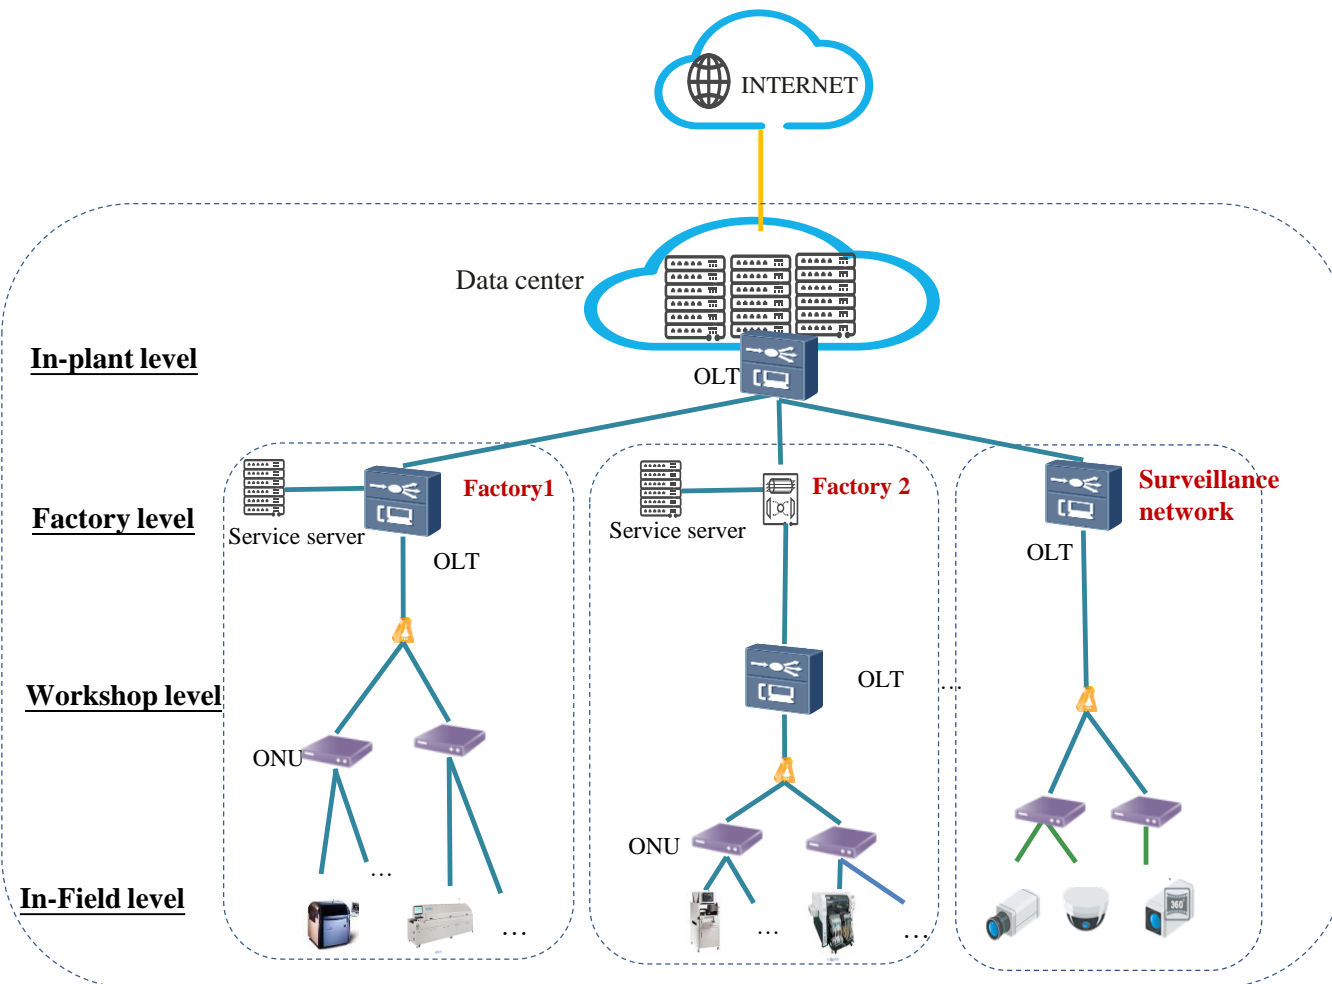 INTERNET
Data center
In-plant level
OLT
Factory level
Service server
Factory1
OLT
Service server
Factory 2
Surveillance
network
OLT
Workshop level
OLT
...
ONU
ONU
In-Field level
...
...
...
...
360°